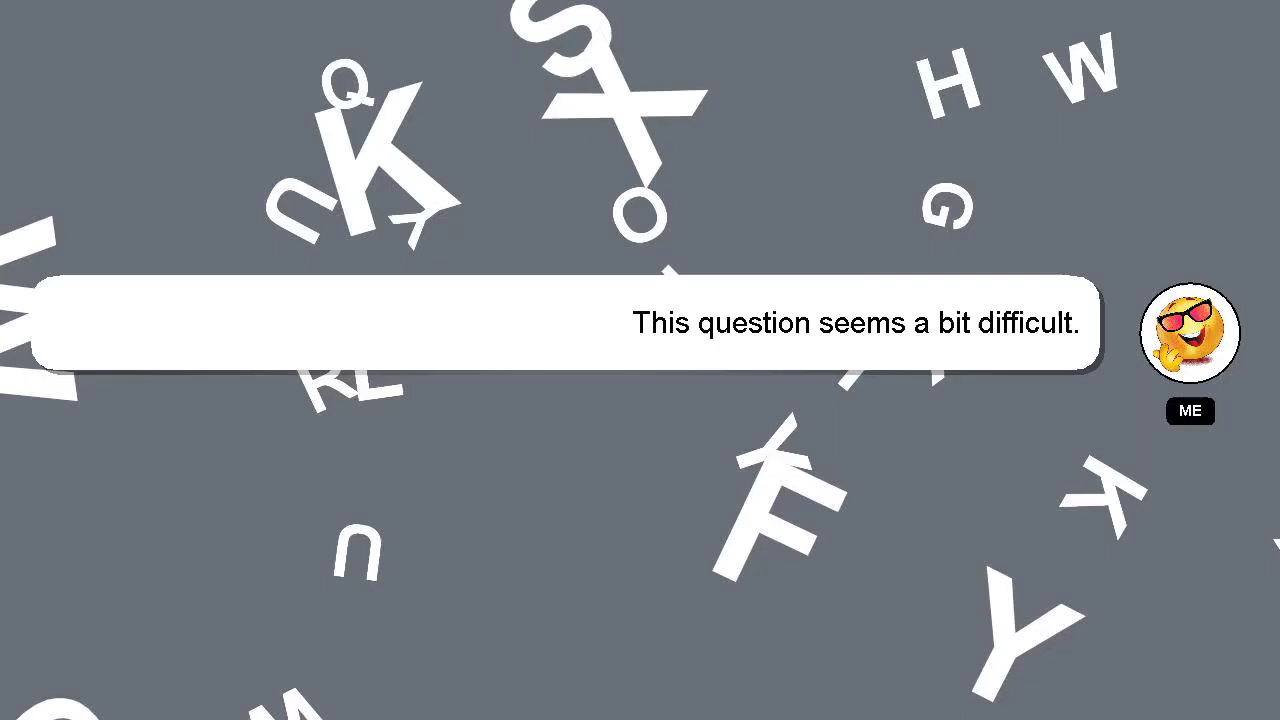 S
Q
H W
X
K
U
Y
O
G
This question seems a bit difficult.
ME
R L
Y
F
K
U
Y
M